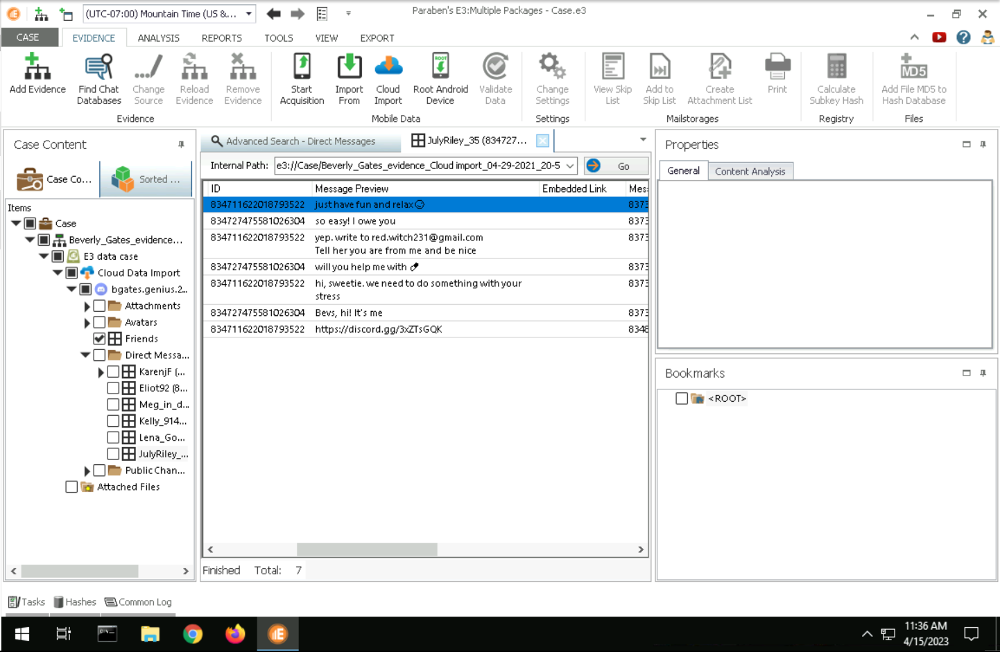 (UTC-07:00) Mountain Time (US &...
Paraben's E3:Multiple Packages - Case.e3
CASE
EVIDENCE
ANALYSIS
REPORTS
TOOLS
VIEW
EXPORT
Add Evidence
Find Chat
Databases
Change
Source
Reload
Evidence
Remove
Evidence
Evidence
Start
Acquisition
Import
From
Cloud
Import
ROOT
Root Android
Device
Validate
Data
Mobile Data
Change
Settings
Settings
View Skip
List
Add to
Skip List
Create
Attachment List
Print
Mailstorages
Calculate
Subkey Hash
Registry
MD5
Add File MD5 to
Hash Database
Files
Case Content
Case Co...
Sorted ...
Items
Case
Beverly_Gates_evidence...
E3 data case
Cloud Data Import
bgates.genius.2...
Attachments
Avatars
Friends
Direct Messa...
KarenjF (...
Eliot92 (8...
Meg_in_d...
Kelly_914...
Lena_Go...
JulyRiley_...
Public Chan...
Attached Files
Advanced Search - Direct Messages
JulyRiley_35 (834727...
Internal Path: e3://Case/Beverly_Gates_evidence_Cloud import_04-29-2021_20-5 Go
ID Message Preview Embedded Link Mes
834711622018793522 just have fun and relax☺ 8373
834727475581026304 so easy! I owe you 8373
834711622018793522 yep. write to red.witch231@gmail.com 8373
Tell her you are from me and be nice
834727475581026304 will you help me with 💊 8373
834711622018793522 hi, sweetie. we need to do something with your 8373
stress
834727475581026304 Bevs, hi! It's me 8373
834711622018793522 https://discord.gg/3xZTsGQK 8348
Finished Total: 7
Properties
General
Content Analysis
Bookmarks
<ROOT>
Tasks
Hashes
Common Log
11:36 AM
4/15/2023